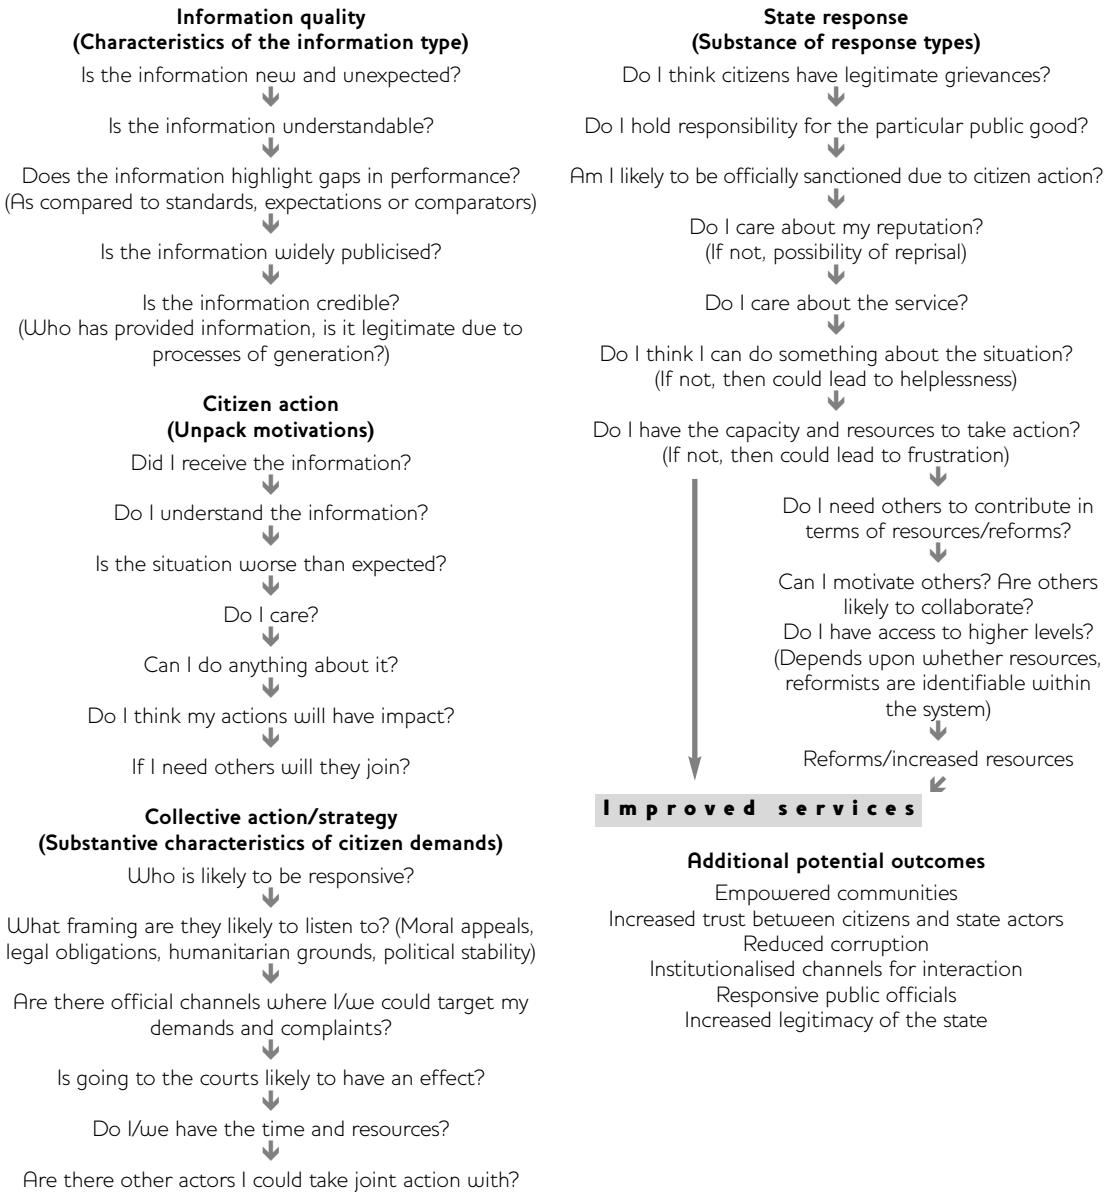 Information quality
(Characteristics of the information type)
Is the information new and unexpected?
Is the information understandable?
Does the information highlight gaps in performance?
(As compared to standards, expectations or comparators)
Is the information widely publicised?
Is the information credible?
(Who has provided information, is it legitimate due to
processes of generation?)
Citizen action
(Unpack motivations)
Did I receive the information?
Do I understand the information?
Is the situation worse than expected?
Do I care?
Can I do anything about it?
Do I think my actions will have impact?
If I need others will they join?
Collective action/strategy
(Substantive characteristics of citizen demands)
Who is likely to be responsive?
What framing are they likely to listen to? (Moral appeals,
legal obligations, humanitarian grounds, political stability)
Are there official channels where I/we could target my
demands and complaints?
Is going to the courts likely to have an effect?
Do I/we have the time and resources?
Are there other actors I could take joint action with?
State response
(Substance of response types)
Do I think citizens have legitimate grievances?
Do I hold responsibility for the particular public good?
Am I likely to be officially sanctioned due to citizen action?
Do I care about my reputation?
(If not, possibility of reprisal)
Do I care about the service?
Do I think I can do something about the situation?
(If not, then could lead to helplessness)
Do I have the capacity and resources to take action?
(If not, then could lead to frustration)
Do I need others to contribute in
terms of resources/reforms?
Can I motivate others? Are others
likely to collaborate?
Do I have access to higher levels?
(Depends upon whether resources,
reformists are identifiable within
the system)
Reforms/increased resources
Improved services
Additional potential outcomes
Empowered communities
Increased trust between citizens and state actors
Reduced corruption
Institutionalised channels for interaction
Responsive public officials
Increased legitimacy of the state